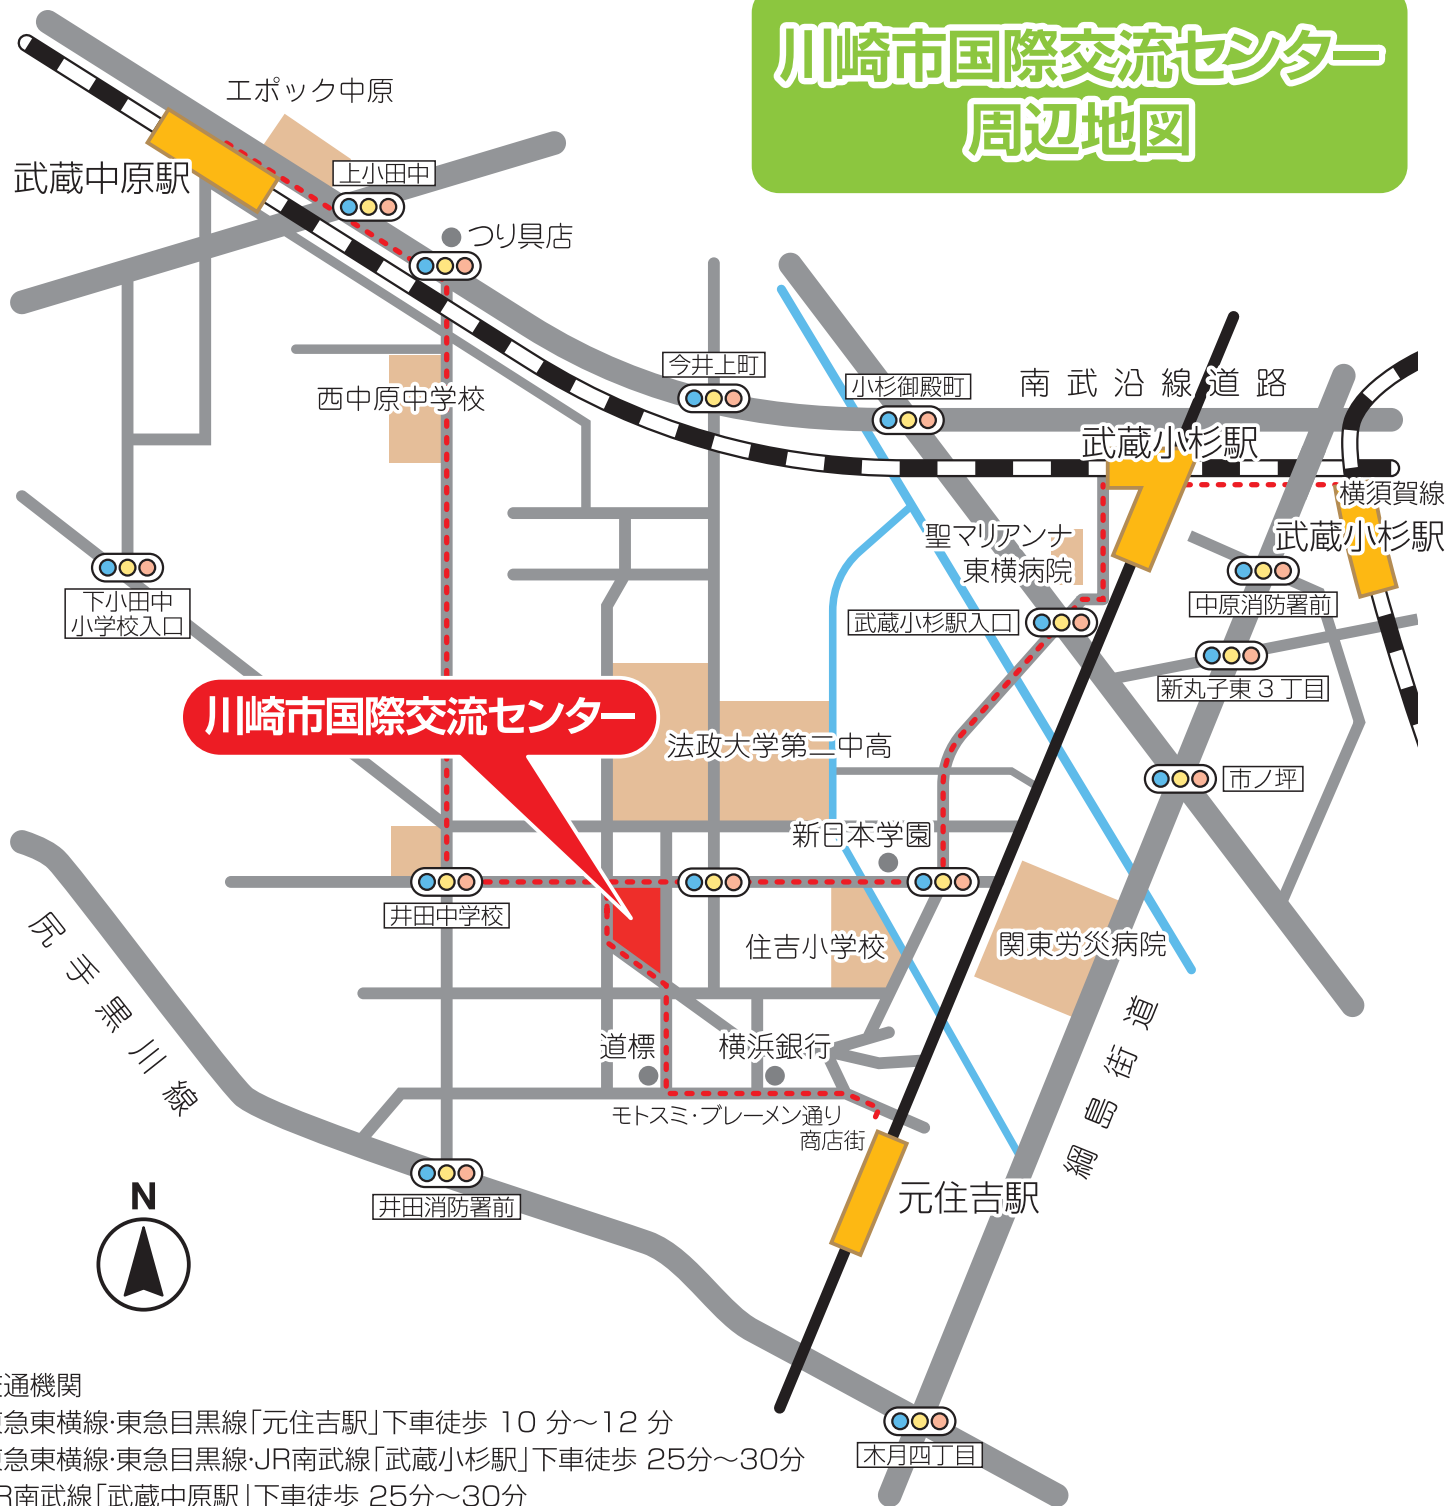 川崎市国際交流センター
周辺地図
エポック中原
武蔵中原駅
上小田中
つり具店
今井上町
小杉御殿町
南武沿線道路
西中原中学校
武蔵小杉駅
横須賀線
武蔵小杉駅
聖マリアンナ
東横病院
中原消防署前
武蔵小杉駅入口
下小田中
小学校入口
新丸子東3丁目
川崎市国際交流センター
法政大学第二中高
市ノ坪
新日本学園
井田中学校
住吉小学校
関東労災病院
尻手黒川線
道標
横浜銀行
綱島街道
モトスミ・ブレーメン通り
商店街
元住吉駅
N
井田消防署前
木月四丁目
交通機関
東急東横線・東急目黒線「元住吉駅」下車徒歩 10 分〜12 分
東急東横線・東急目黒線・JR南武線「武蔵小杉駅」下車徒歩 25分〜30分
JR南武線「武蔵中原駅」下車徒歩 25分〜30分